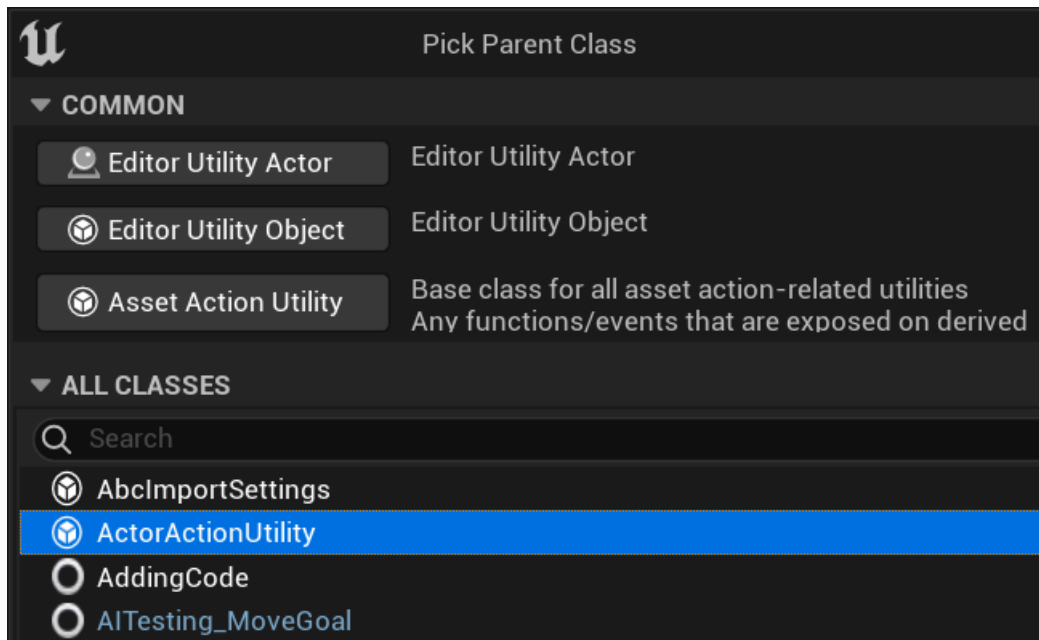 Pick Parent Class
COMMON
Editor Utility Actor
Editor Utility Actor
Editor Utility Object
Editor Utility Object
Asset Action Utility
Base class for all asset action-related utilities
Any functions/events that are exposed on derived
ALL CLASSES
Search
AbcImportSettings
ActorActionUtility
AddingCode
AITesting_MoveGoal